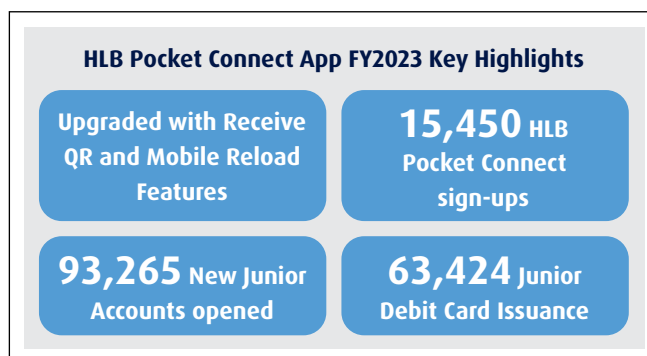 HLB Pocket Connect App FY2023 Key Highlights
Upgraded with Receive
QR and Mobile Reload
Features
15,450 HLB
Pocket Connect
sign-ups
93,265 New Junior
Accounts opened
63,424 Junior
Debit Card Issuance